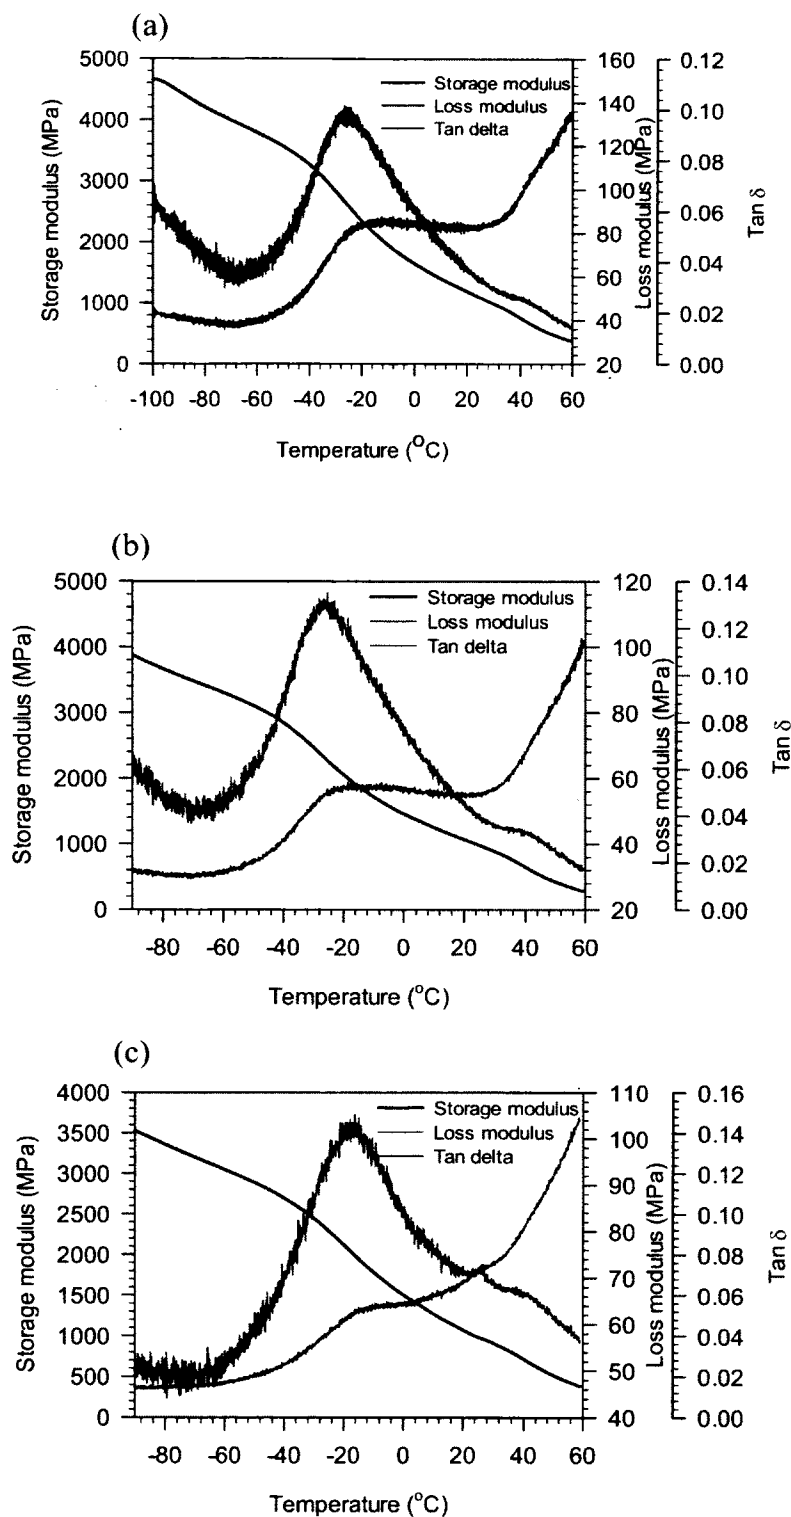 (a)
Storage modulus (MPa)
5000
4000
3000
2000
1000
0
Storage modulus
Loss modulus
Tan delta
160
140
120
100
80
60
40
20
Loss modulus (MPa)
0.12
0.10
0.08
0.06
0.04
0.02
0.00
Tan δ
-100 -80 -60 -40 -20 0 20 40 60
Temperature (°C)
(b)
Storage modulus (MPa)
5000
4000
3000
2000
1000
0
Storage modulus
Loss modulus
Tan delta
120
100
80
60
40
20
Loss modulus (MPa)
0.14
0.12
0.10
0.08
0.06
0.04
0.02
0.00
Tan δ
-80 -60 -40 -20 0 20 40 60
Temperature (°C)
(c)
Storage modulus (MPa)
4000
3500
3000
2500
2000
1500
1000
500
0
Storage modulus
Loss modulus
Tan delta
110
100
90
80
70
60
50
40
Loss modulus (MPa)
0.16
0.14
0.12
0.10
0.08
0.06
0.04
0.02
0.00
Tan δ
-80 -60 -40 -20 0 20 40 60
Temperature (°C)